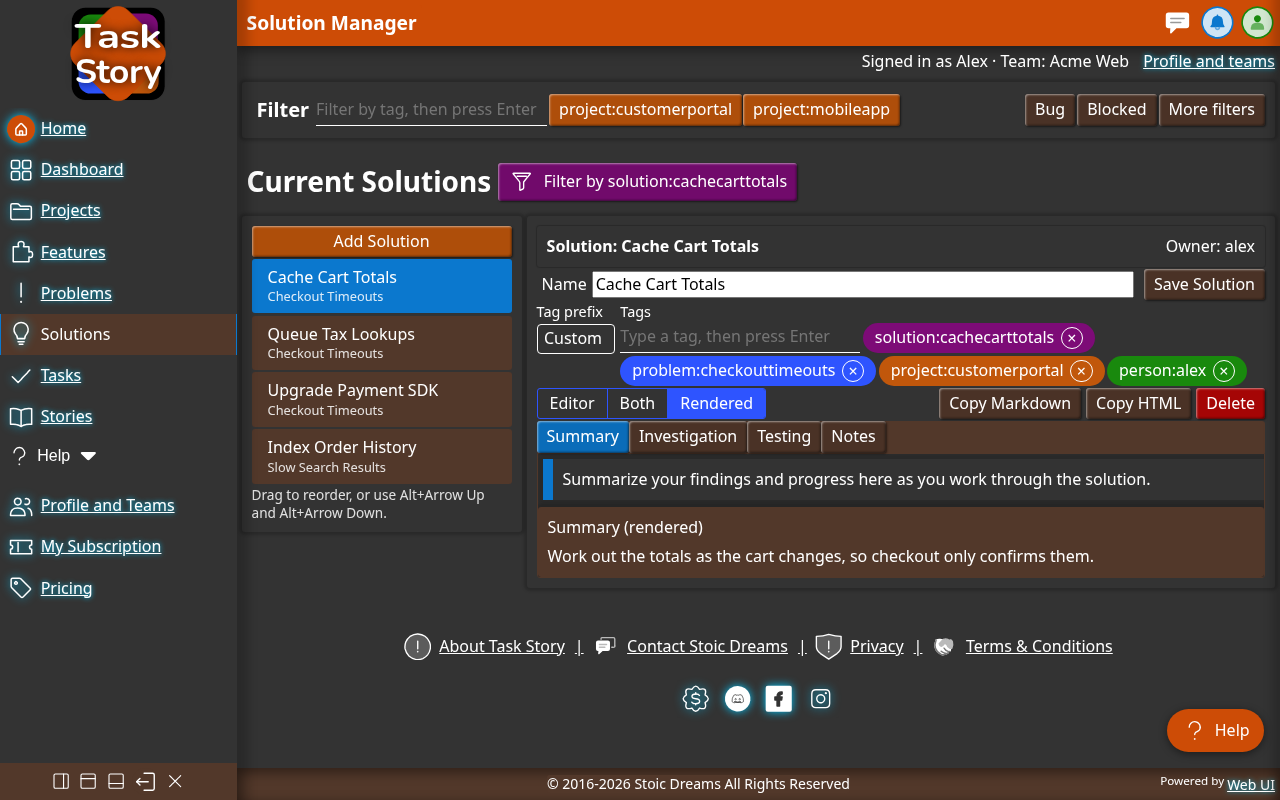 Task
Story
Solution Manager
Signed in as Alex · Team: Acme Web Profile and teams
Home
Dashboard
Projects
Features
Problems
Solutions
Tasks
Stories
Help
Profile and Teams
My Subscription
Pricing
Filter Filter by tag, then press Enter project:customerportal project:mobileapp Bug Blocked More filters
Current Solutions Filter by solution:cachecarttotals
Add Solution
Cache Cart Totals
Checkout Timeouts
Queue Tax Lookups
Checkout Timeouts
Upgrade Payment SDK
Checkout Timeouts
Index Order History
Slow Search Results
Drag to reorder, or use Alt+Arrow Up
and Alt+Arrow Down.
Solution: Cache Cart Totals Owner: alex
Name Cache Cart Totals Save Solution
Tag prefix Tags
Custom Type a tag, then press Enter solution:cachecarttotals
problem:checkouttimeouts project:customerportal person:alex
Editor Both Rendered Copy Markdown Copy HTML Delete
Summary Investigation Testing Notes
Summarize your findings and progress here as you work through the solution.
Summary (rendered)
Work out the totals as the cart changes, so checkout only confirms them.
About Task Story | Contact Stoic Dreams | Privacy | Terms & Conditions
Help
© 2016-2026 Stoic Dreams All Rights Reserved Powered by Web UI